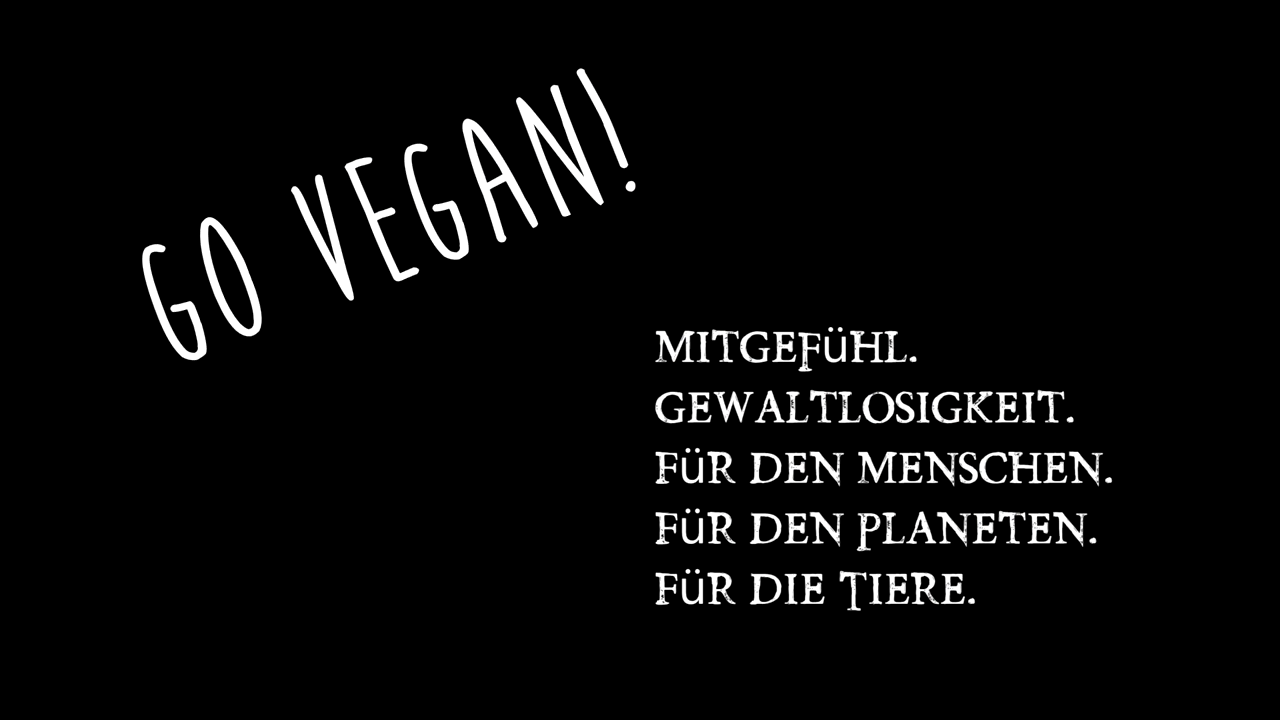 GO VEGAN!
MITGEFÜHL.
GEWALTLOSIGKEIT.
FÜR DEN MENSCHEN.
FÜR DEN PLANETEN.
FÜR DIE TIERE.